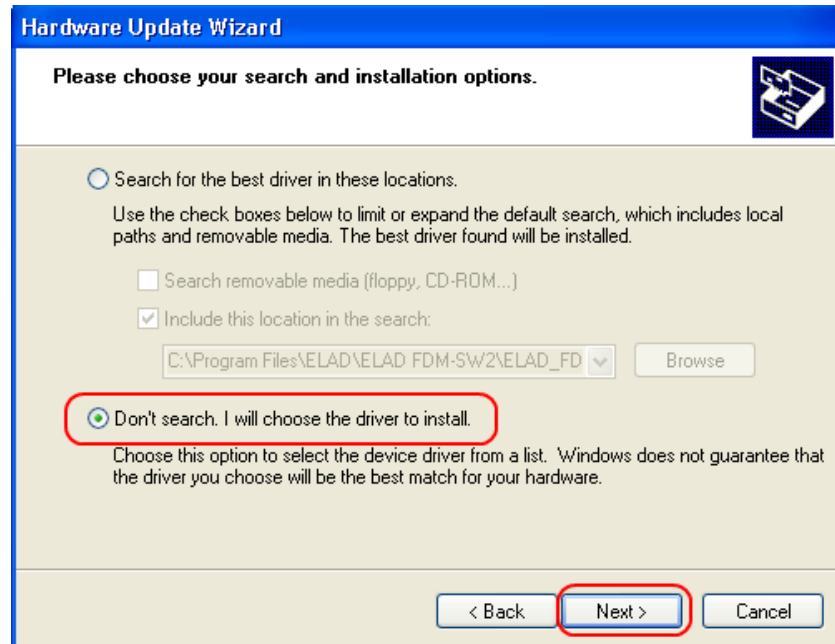 Hardware Update Wizard
Please choose your search and installation options.
Search for the best driver in these locations.
Use the check boxes below to limit or expand the default search, which includes local
paths and removable media. The best driver found will be installed.
Search removable media (floppy, CD-ROM...)
Include this location in the search:
C:\Program Files\ELAD\ELAD FDM-SW2\ELAD_FD
Browse
Don't search. I will choose the driver to install.
Choose this option to select the device driver from a list. Windows does not guarantee that
the driver you choose will be the best match for your hardware.
< Back Next > Cancel